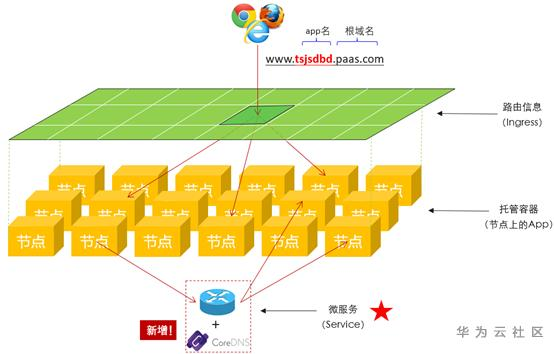 app名 根域名
www.tsjsdbd.paas.com
路由信息
(Ingress)
节点 节点 节点 节点 节点 节点
节点 节点 节点 节点 节点 节点
节点 节点 节点 节点 节点 节点
托管容器
(节点上的App)
新增!
+
CoreDNS
微服务
(Service)
华为云社区